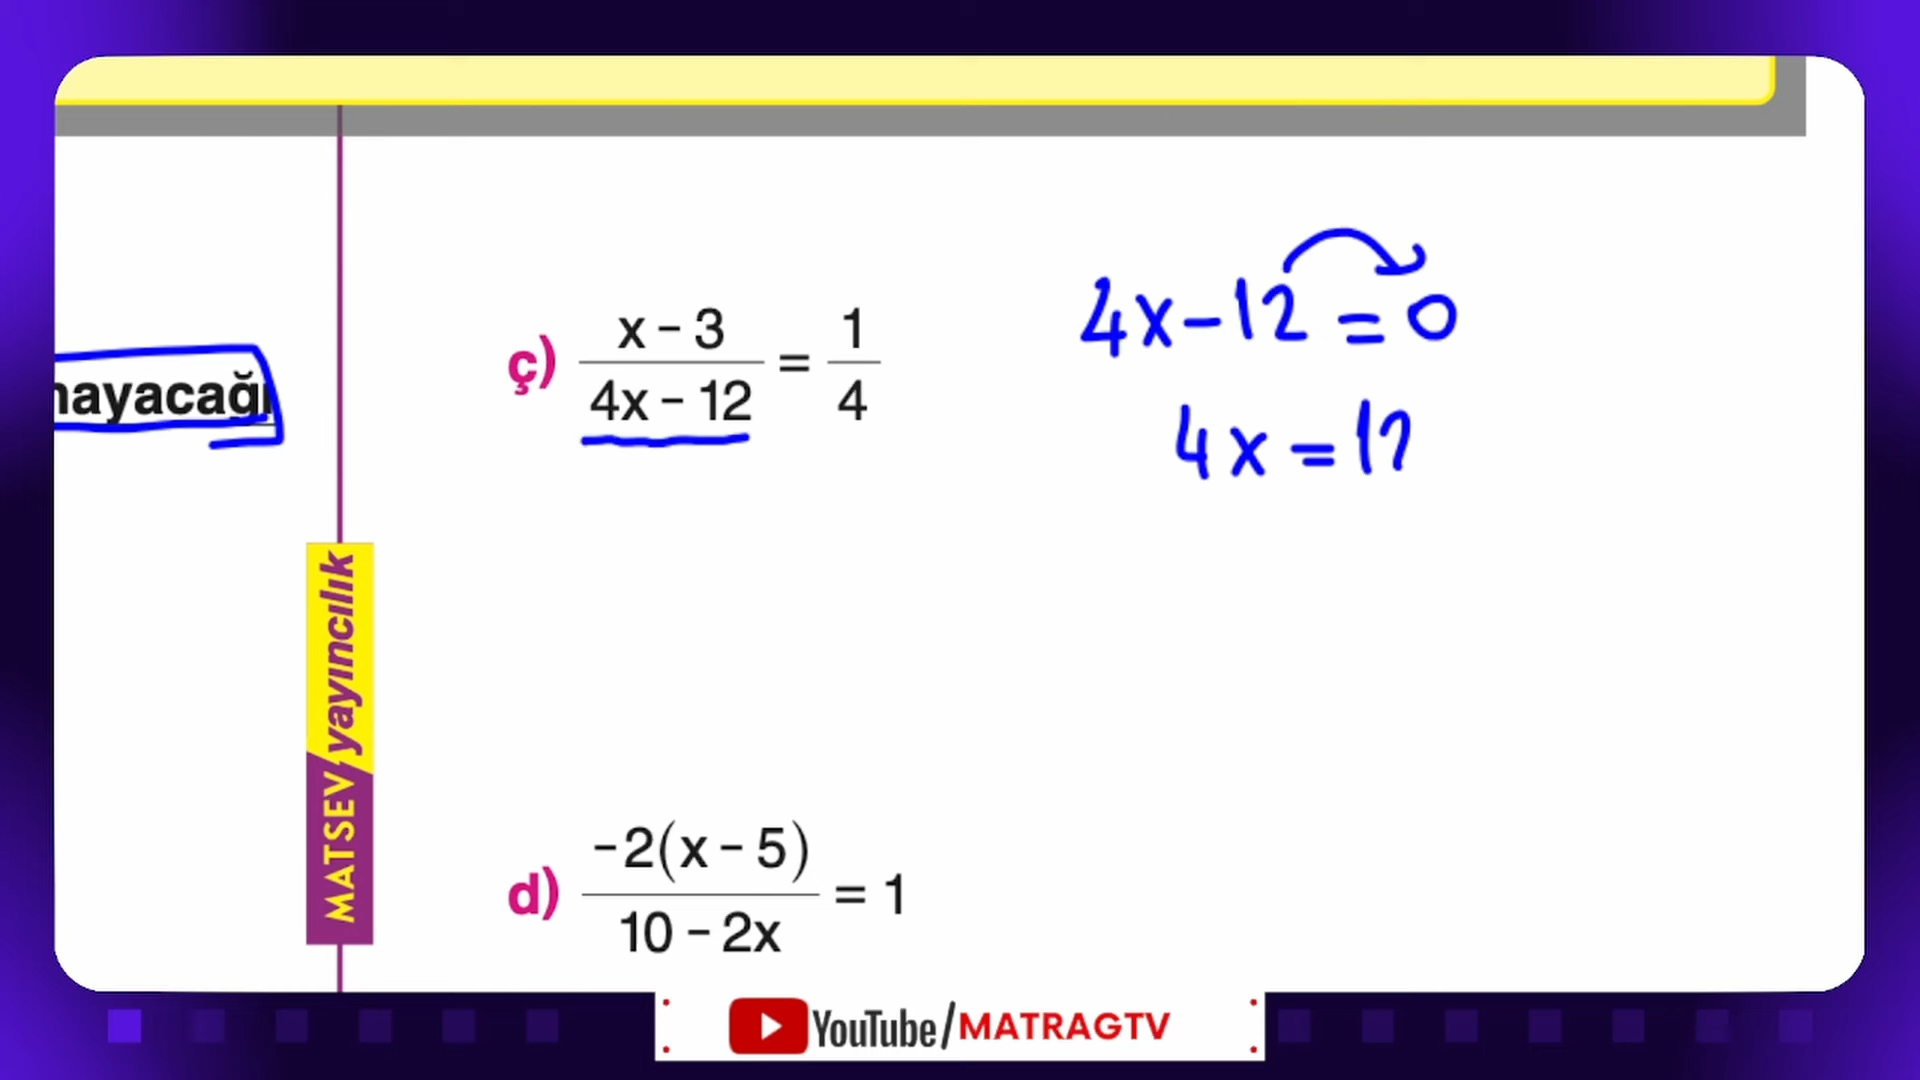 ç) x – 3 / 4x – 12 = 1 / 4
4x – 12 = 0
4x = 12
MATSEV yayıncılık
d) –2(x – 5) / 10 – 2x = 1
YouTube/MATRAGTV